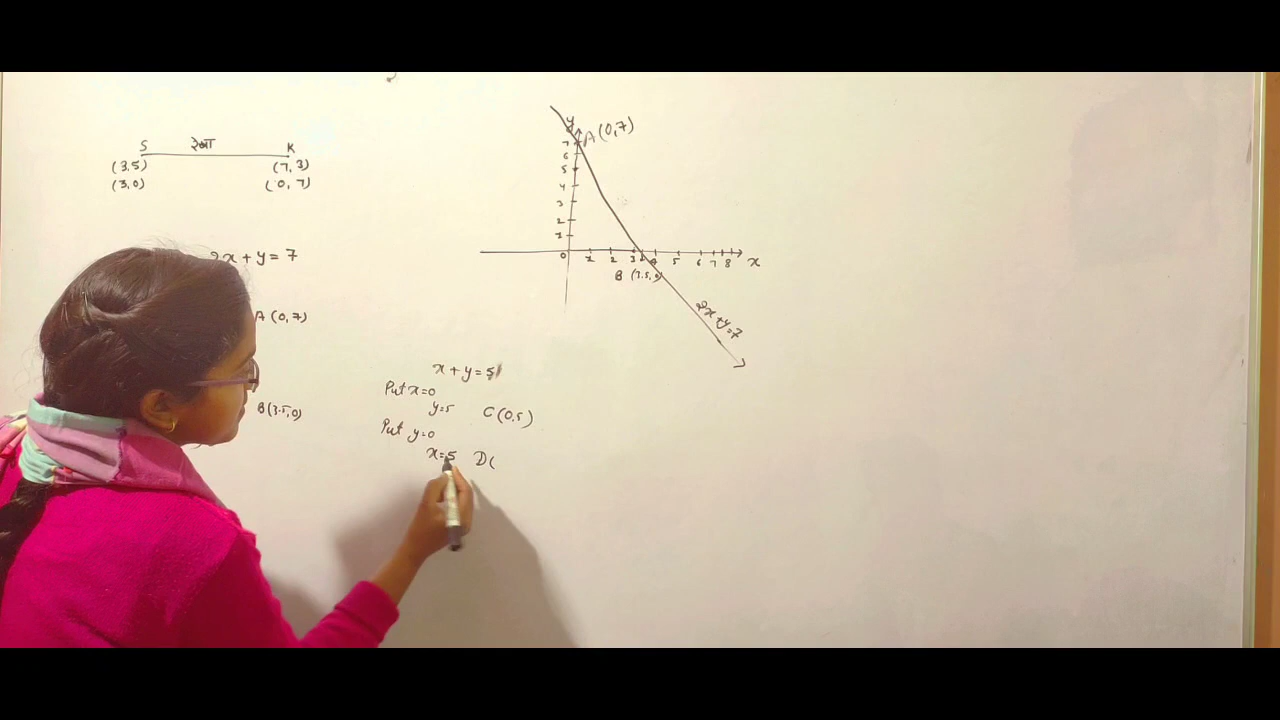 S रेखा K
(3,5) (7,3)
(3,0) (0,7)
2x + y = 7
A (0,7)
B (3.5,0)
x + y = 5
Put x=0
y=5 C (0,5)
Put y=0
x=5 D(
y
A (0,7)
7
6
5
4
3
2
1
0 1 2 3 4 5 6 7 8 x
B (3.5,0)
2x+y=7